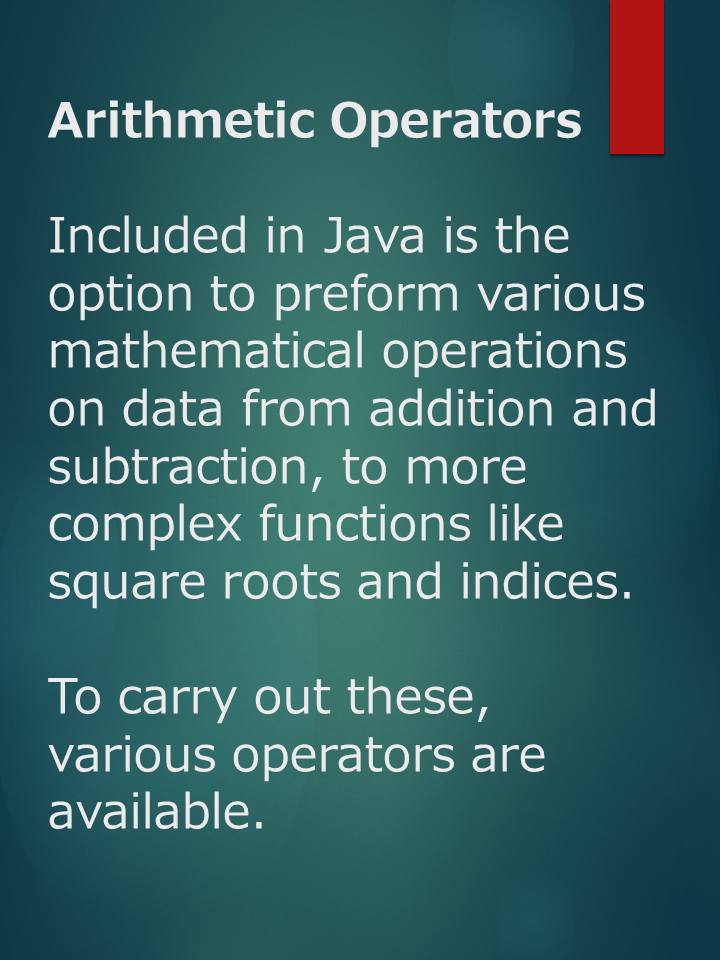 Arithmetic Operators
Included in Java is the
option to preform various
mathematical operations
on data from addition and
subtraction, to more
complex functions like
square roots and indices.
To carry out these,
various operators are
available.